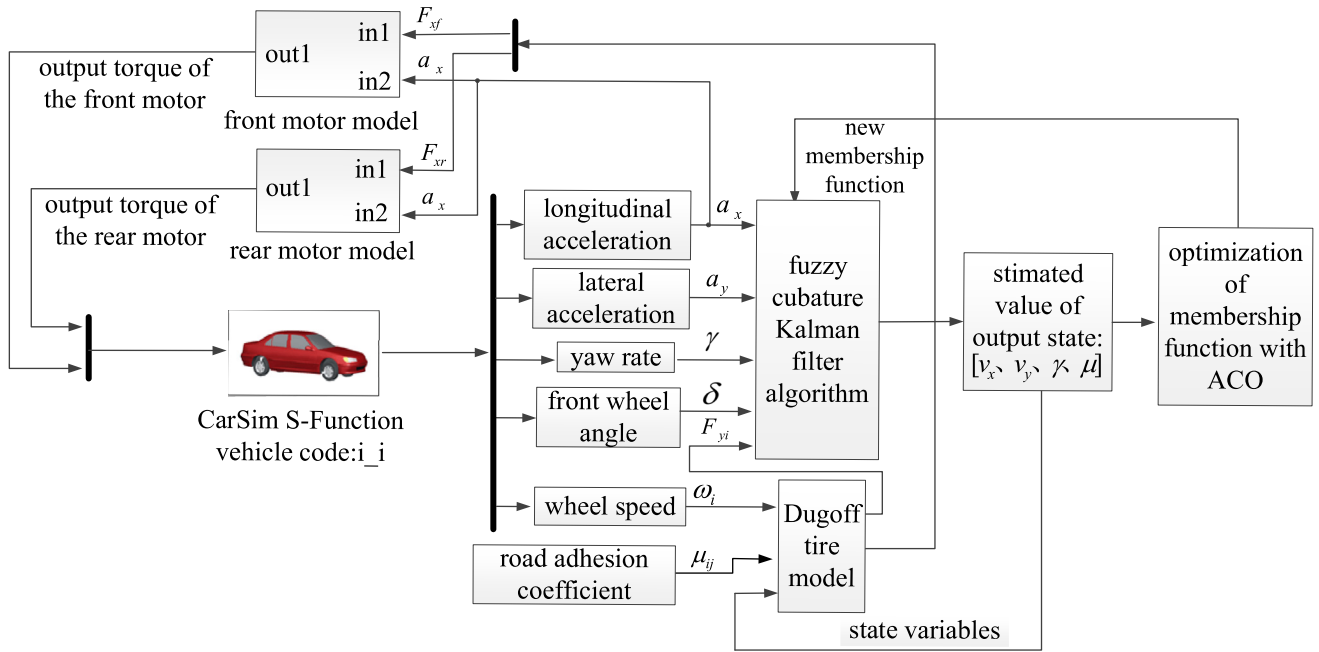 F_xf
in1
out1
a_x
in2
output torque of
the front motor
front motor model
F_xr
in1
out1
a_x
in2
output torque of
the rear motor
rear motor model
new
membership
function
longitudinal
acceleration
a_x
lateral
acceleration
a_y
yaw rate
γ
front wheel
angle
δ
F_yi
wheel speed
ω_i
road adhesion
coefficient
μ_ij
fuzzy
cubature
Kalman
filter
algorithm
Dugoff
tire
model
stimated
value of
output state:
[v_x、v_y、γ、μ]
optimization
of
membership
function with
ACO
CarSim S-Function
vehicle code:i_i
state variables